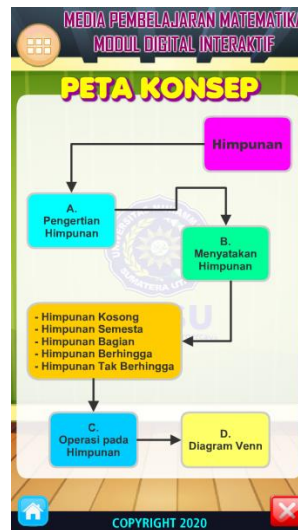 MEDIA PEMBELAJARAN MATEMATIKA
MODUL DIGITAL INTERAKTIF
PETA KONSEP
Himpunan
A.
Pengertian
Himpunan
B.
Menyatakan
Himpunan
- Himpunan Kosong
- Himpunan Semesta
- Himpunan Bagian
- Himpunan Berhingga
- Himpunan Tak Berhingga
C.
Operasi pada
Himpunan
D.
Diagram Venn
COPYRIGHT 2020